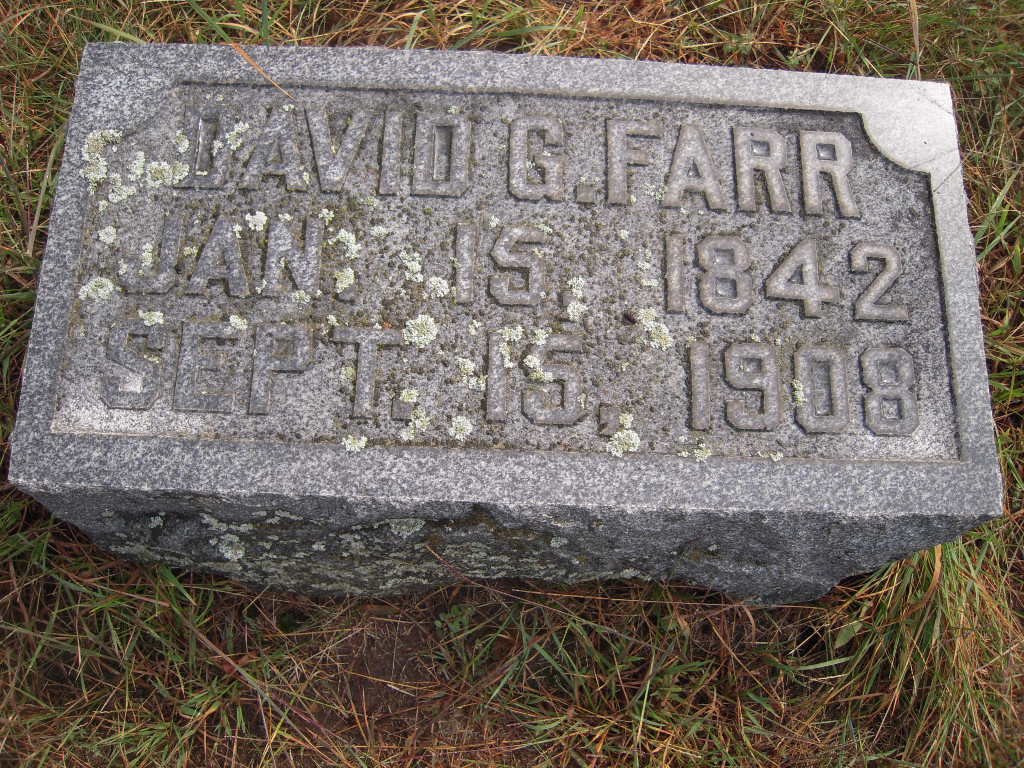 DAVID G. FARR
JAN. 15, 1842
SEPT. 15, 1908